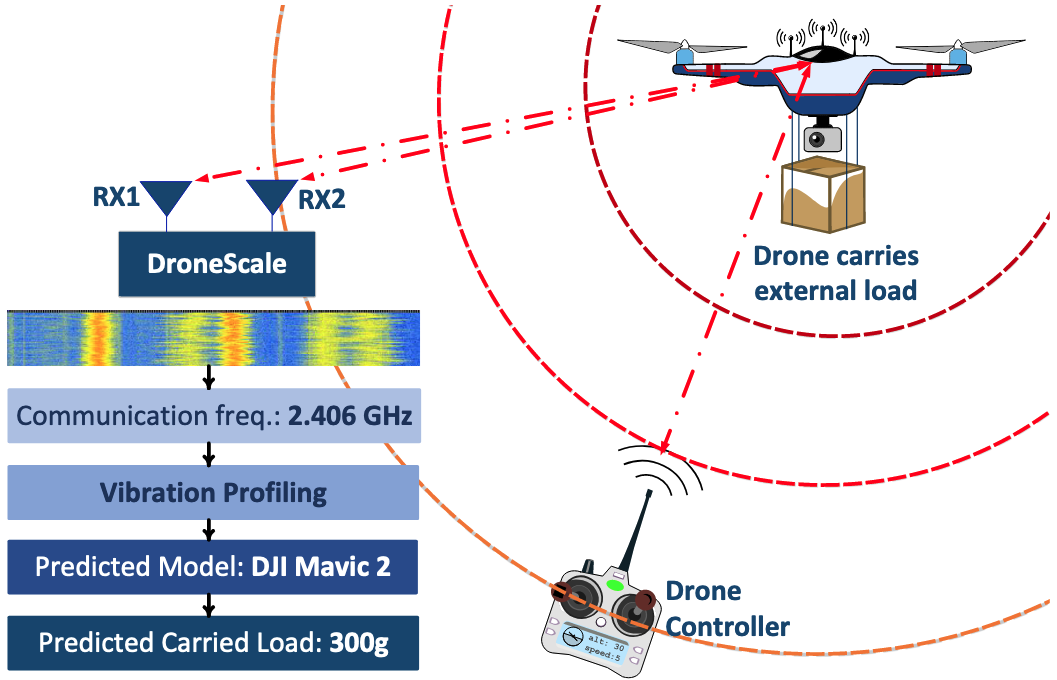 RX1
RX2
DroneScale
Drone carries
external load
Communication freq.: 2.406 GHz
Vibration Profiling
Predicted Model: DJI Mavic 2
Predicted Carried Load: 300g
Drone
Controller
alt: 30
speed:5